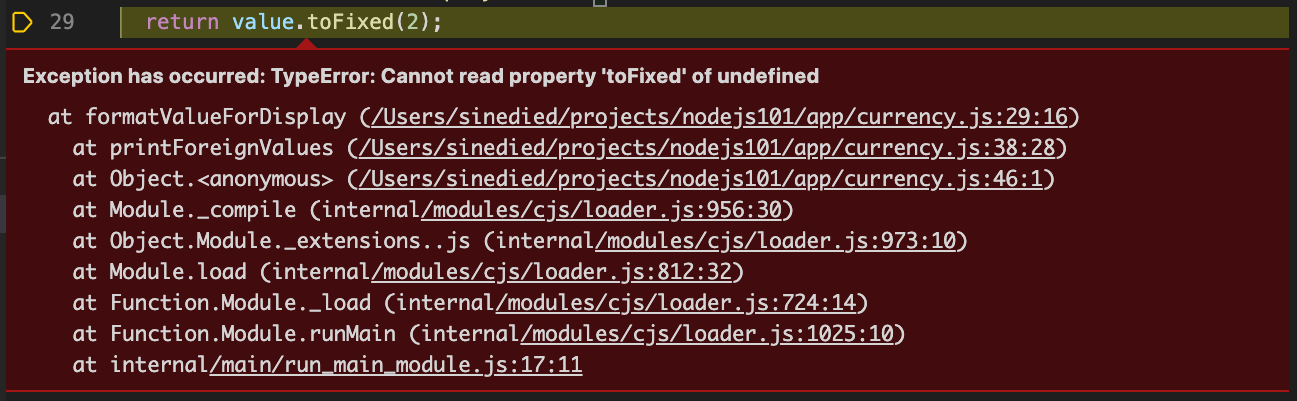 29 return value.toFixed(2);
Exception has occurred: TypeError: Cannot read property 'toFixed' of undefined
at formatValueForDisplay (/Users/sinedied/projects/nodejs101/app/currency.js:29:16)
at printForeignValues (/Users/sinedied/projects/nodejs101/app/currency.js:38:28)
at Object.<anonymous> (/Users/sinedied/projects/nodejs101/app/currency.js:46:1)
at Module._compile (internal/modules/cjs/loader.js:956:30)
at Object.Module._extensions..js (internal/modules/cjs/loader.js:973:10)
at Module.load (internal/modules/cjs/loader.js:812:32)
at Function.Module._load (internal/modules/cjs/loader.js:724:14)
at Function.Module.runMain (internal/modules/cjs/loader.js:1025:10)
at internal/main/run_main_module.js:17:11